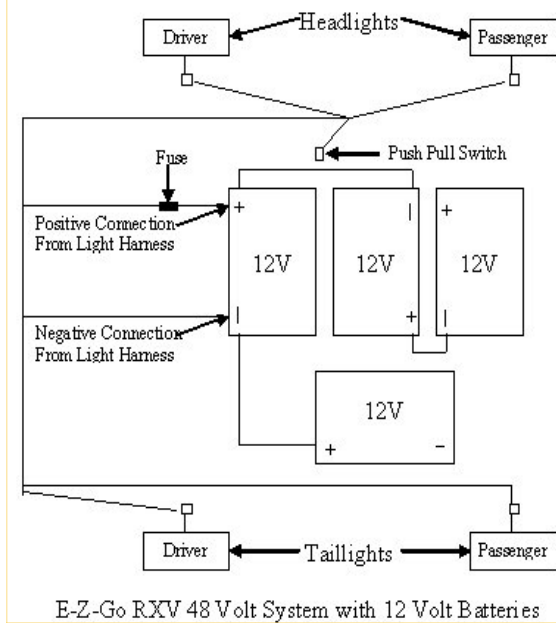 Headlights
Driver
Passenger
Push Pull Switch
Fuse
Positive Connection
From Light Harness
+
|
+
12V
12V
12V
|
+
|
Negative Connection
From Light Harness
12V
+
-
Driver
Taillights
Passenger
E-Z-Go RXV 48 Volt System with 12 Volt Batteries